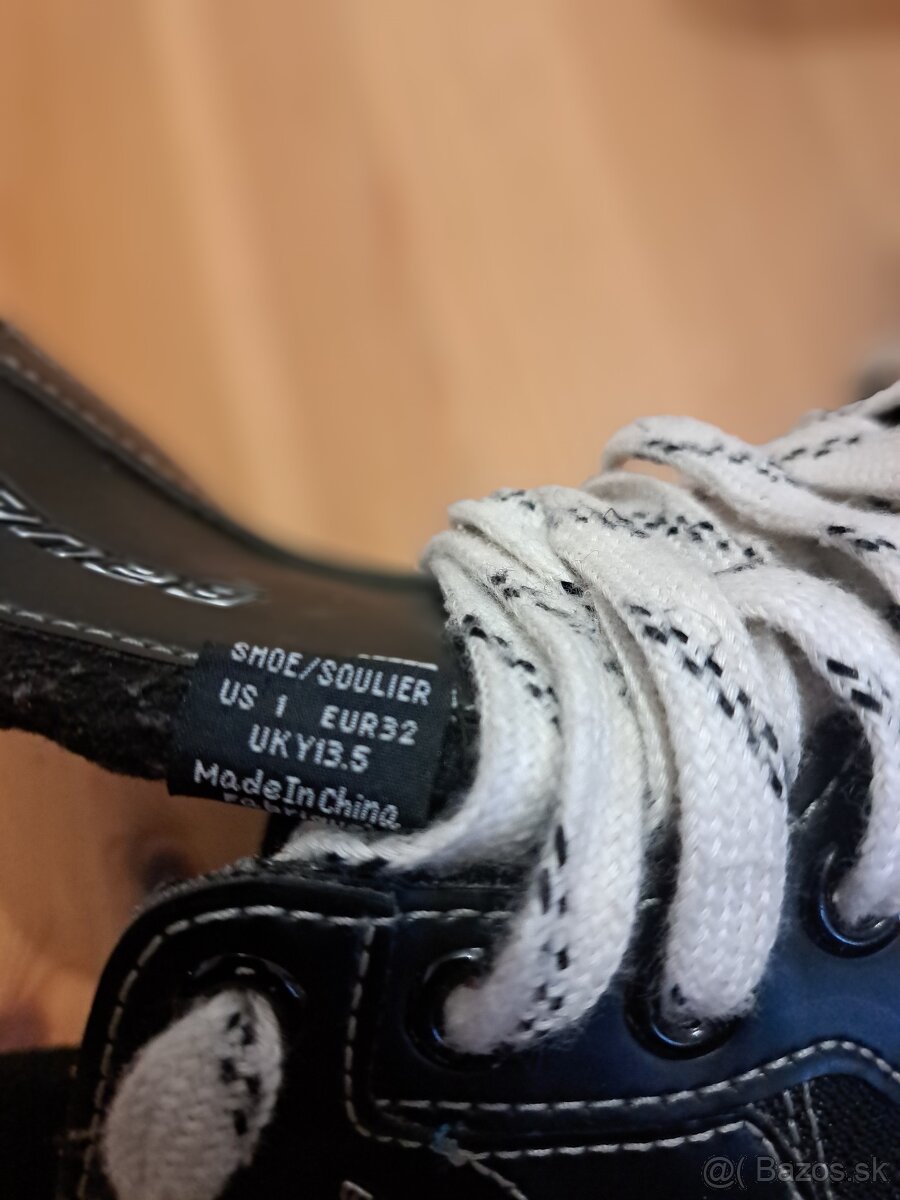 SHOE/SOULIER
US 1 EUR32
UKY13.5
MadeInChina
@( Bazos.sk